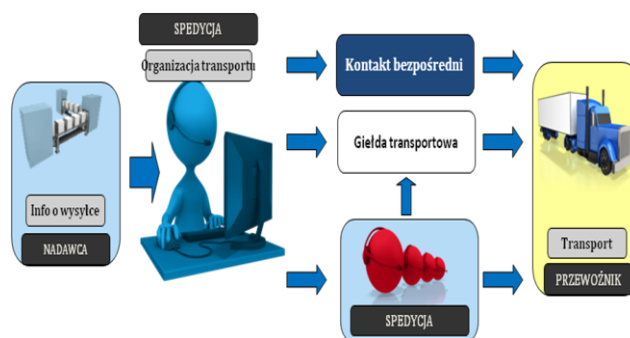 SPEDYCJA
Organizacja transportu
Kontakt bezpośredni
Giełda transportowa
Info o wysyłce
NADAWCA
SPEDYCJA
Transport
PRZEWOŹNIK